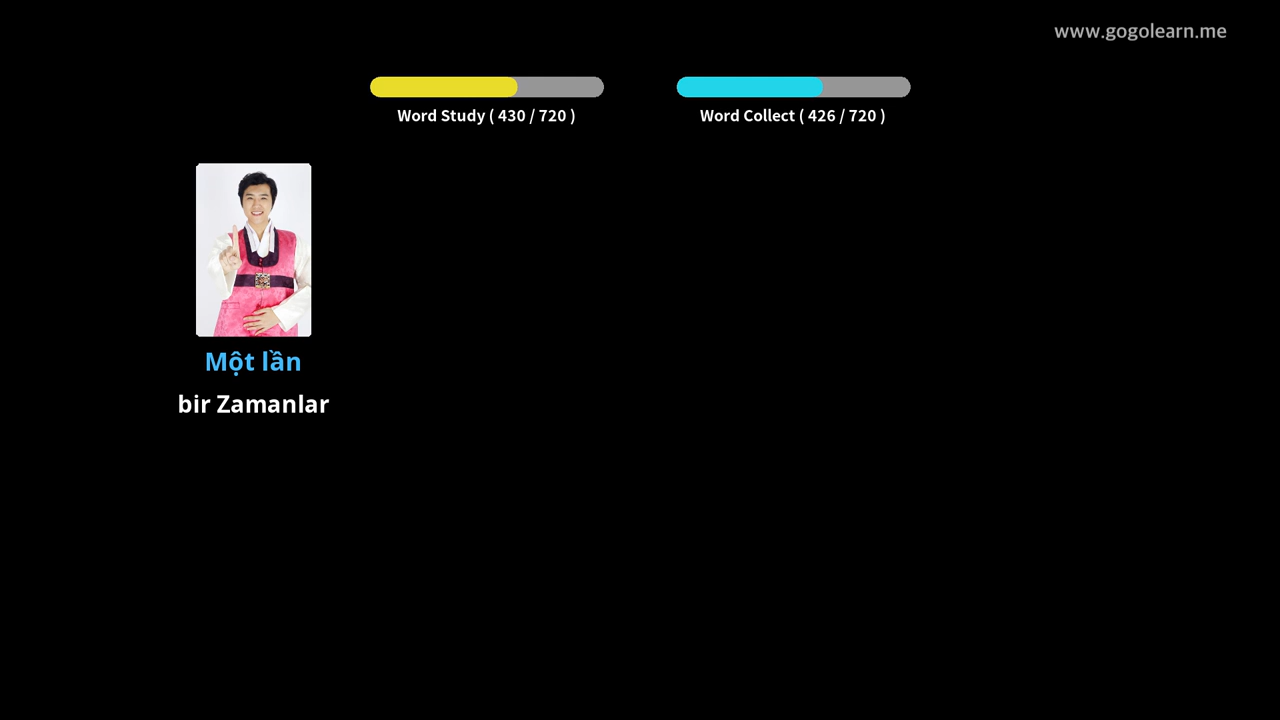 www.gogolearn.me
Word Study ( 430 / 720 )
Word Collect ( 426 / 720 )
Một lần
bir Zamanlar